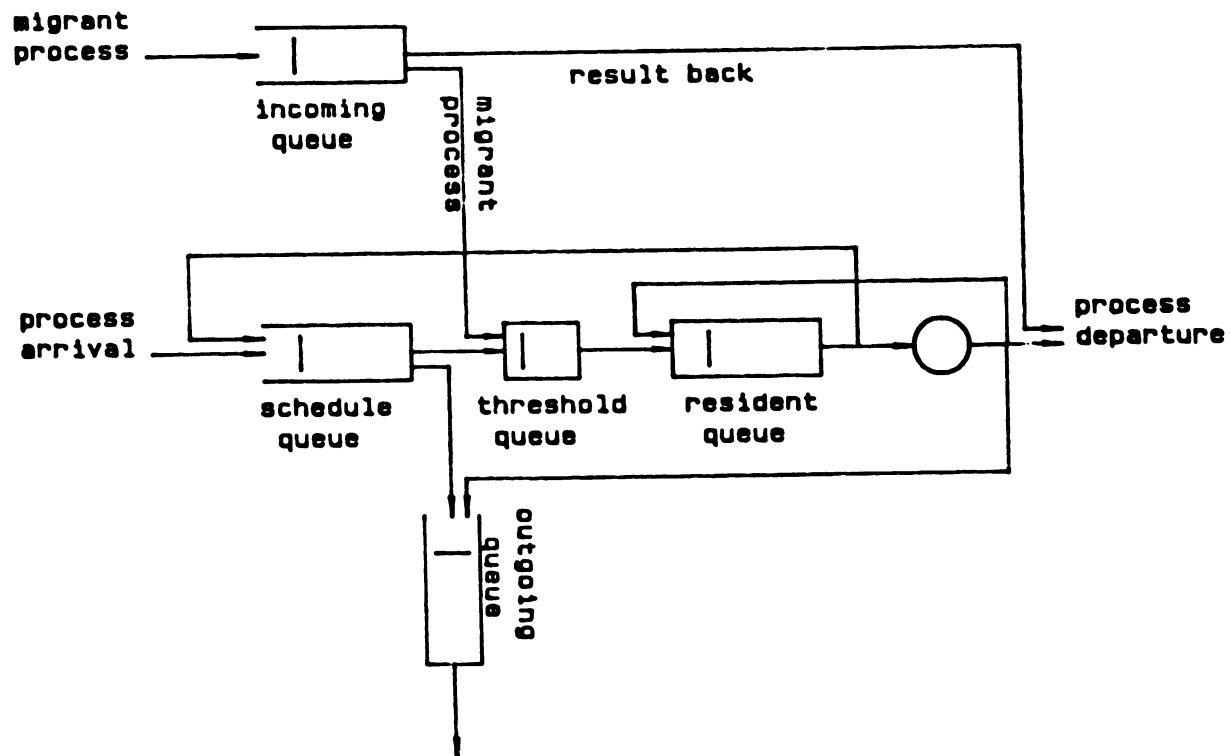 migrant
process
result back
incoming
queue
migrant
process
process
arrival
process
departure
schedule
queue
threshold
queue
resident
queue
outgoing
queue